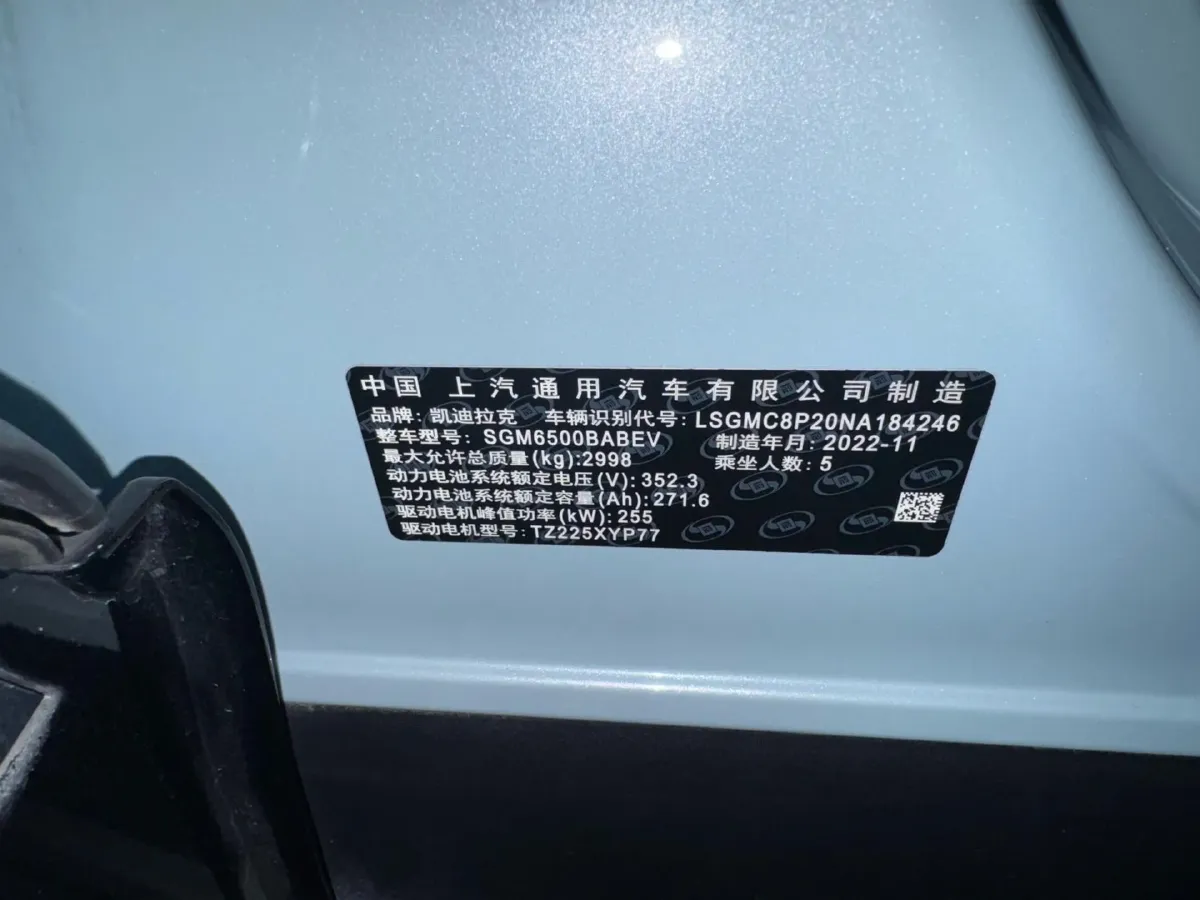 中国 上汽通用汽车有限公司制造
品牌: 凯迪拉克 车辆识别代号: LSGMC8P20NA184246
整车型号: SGM6500BABEV 制造年月: 2022-11
最大允许总质量(kg):2998 乘坐人数: 5
动力电池系统额定电压(V): 352.3
动力电池系统额定容量(Ah): 271.6
驱动电机峰值功率(kW): 255
驱动电机型号: TZ225XYP77